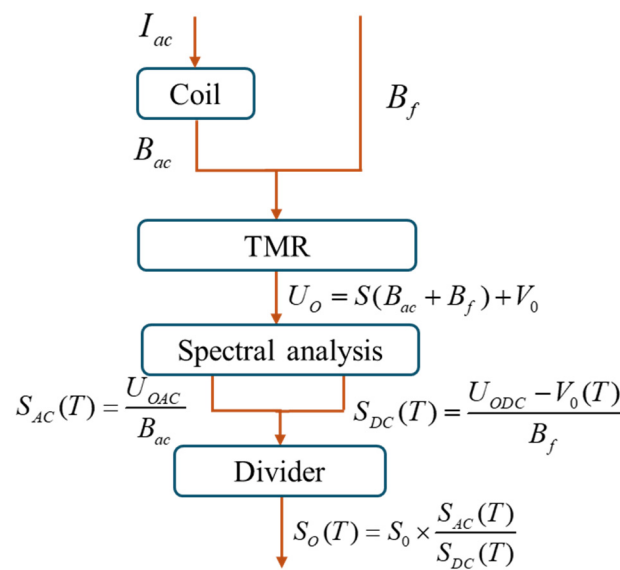 I_ac
Coil
B_f
B_ac
TMR
U_O = S(B_ac + B_f) + V_0
Spectral analysis
S_AC(T) = U_OAC / B_ac
S_DC(T) = (U_ODC − V_0(T)) / B_f
Divider
S_O(T) = S_0 × S_AC(T) / S_DC(T)